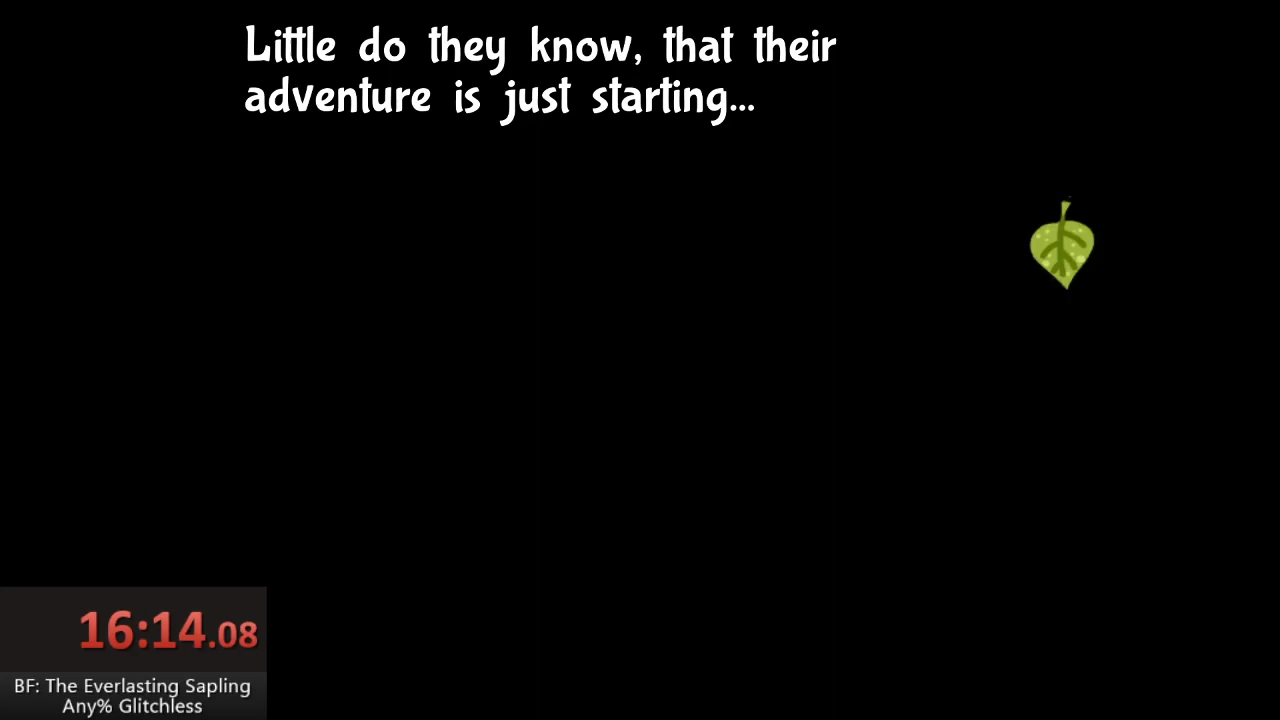 Little do they know, that their
adventure is just starting...
16:14.08
BF: The Everlasting Sapling
Any% Glitchless